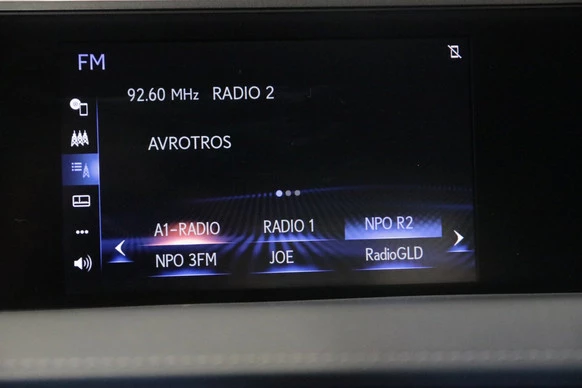 FM
92.60 MHz RADIO 2
AVROTROS
A1-RADIO RADIO 1 NPO R2
NPO 3FM JOE RadioGLD